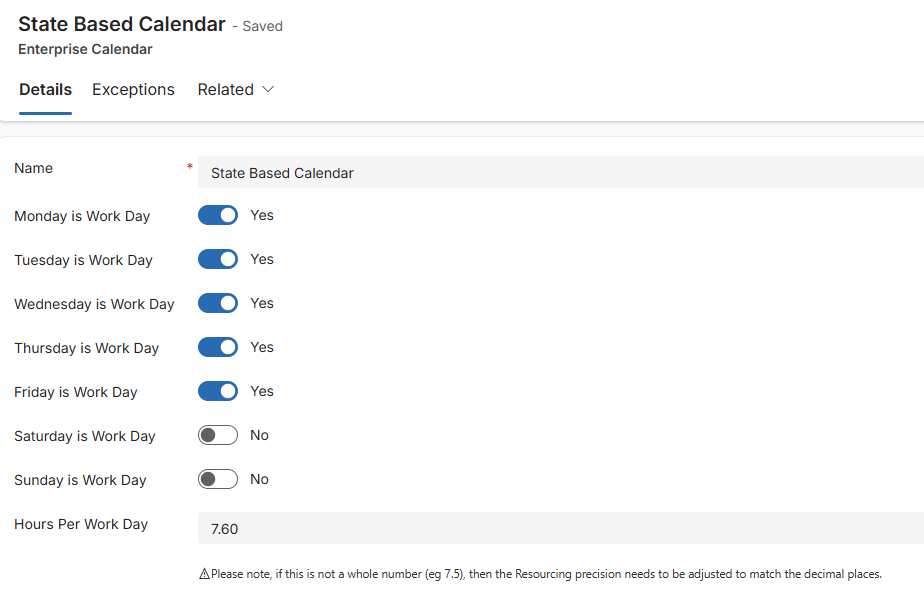 State Based Calendar - Saved
Enterprise Calendar
Details Exceptions Related
Name * State Based Calendar
Monday is Work Day Yes
Tuesday is Work Day Yes
Wednesday is Work Day Yes
Thursday is Work Day Yes
Friday is Work Day Yes
Saturday is Work Day No
Sunday is Work Day No
Hours Per Work Day 7.60
⚠Please note, if this is not a whole number (eg 7.5), then the Resourcing precision needs to be adjusted to match the decimal places.